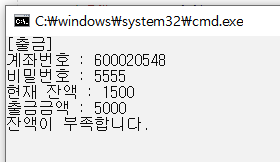 C:\windows\system32\cmd.exe
[출금]
계좌번호 : 600020548
비밀번호 : 5555
현재 잔액 : 1500
출금금액 : 5000
잔액이 부족합니다.